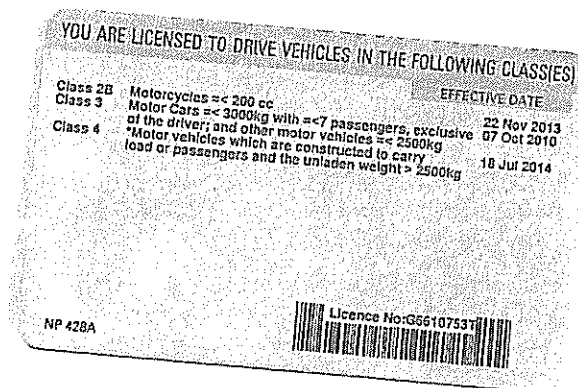 YOU ARE LICENSED TO DRIVE VEHICLES IN THE FOLLOWING CLASS(ES)
EFFECTIVE DATE
Class 2B Motorcycles =< 200 cc 22 Nov 2013
Class 3 Motor Cars =< 3000kg with =<7 passengers, exclusive 07 Oct 2010
of the driver; and other motor vehicles =< 2500kg
Class 4 *Motor vehicles which are constructed to carry 18 Jul 2014
load or passengers and the unladen weight > 2500kg
Licence No:G6610753T
NP 428A